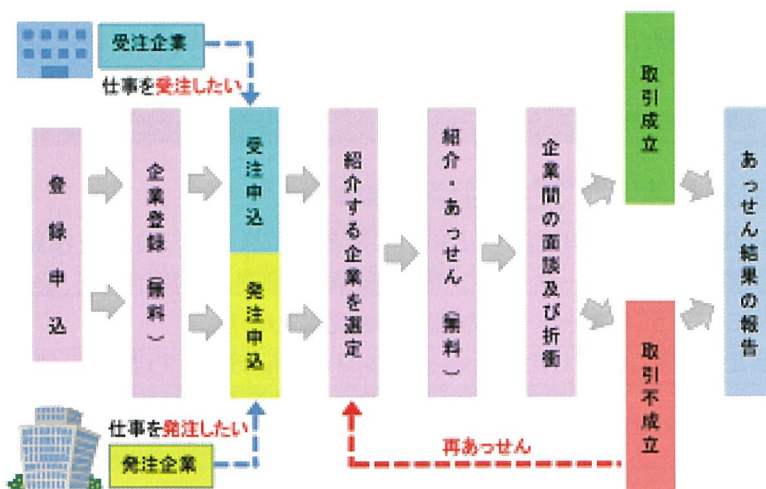 受注企業
仕事を受注したい
登録申込
企業登録（無料）
受注申込
発注申込
紹介する企業を選定
紹介・あっせん（無料）
企業間の面談及び折衝
取引成立
取引不成立
あっせん結果の報告
仕事を発注したい
発注企業
再あっせん